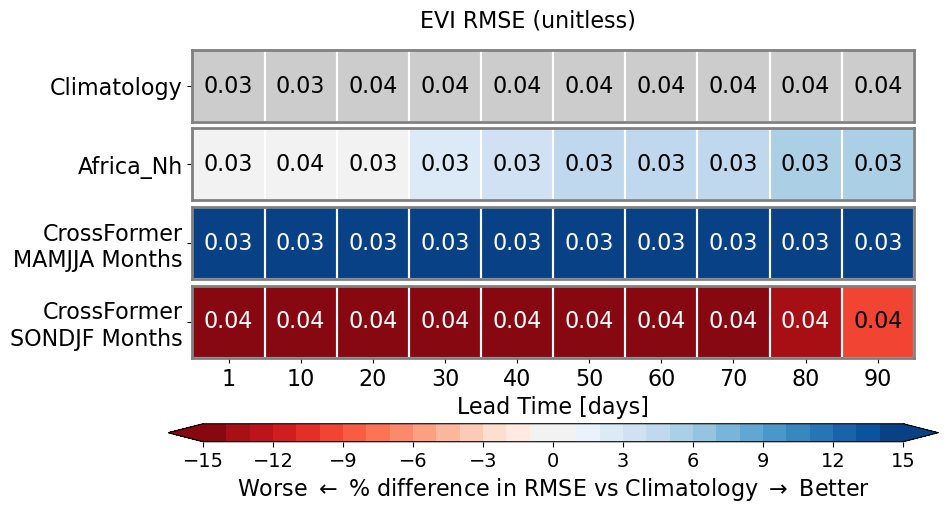 EVI RMSE (unitless)
Climatology 0.03 0.03 0.04 0.04 0.04 0.04 0.04 0.04 0.04 0.04
Africa_Nh 0.03 0.04 0.03 0.03 0.03 0.03 0.03 0.03 0.03 0.03
CrossFormer
MAMJJA Months
0.03 0.03 0.03 0.03 0.03 0.03 0.03 0.03 0.03 0.03
CrossFormer
SONDJF Months
0.04 0.04 0.04 0.04 0.04 0.04 0.04 0.04 0.04 0.04
1 10 20 30 40 50 60 70 80 90
Lead Time [days]
−15 −12 −9 −6 −3 0 3 6 9 12 15
Worse ← % difference in RMSE vs Climatology → Better